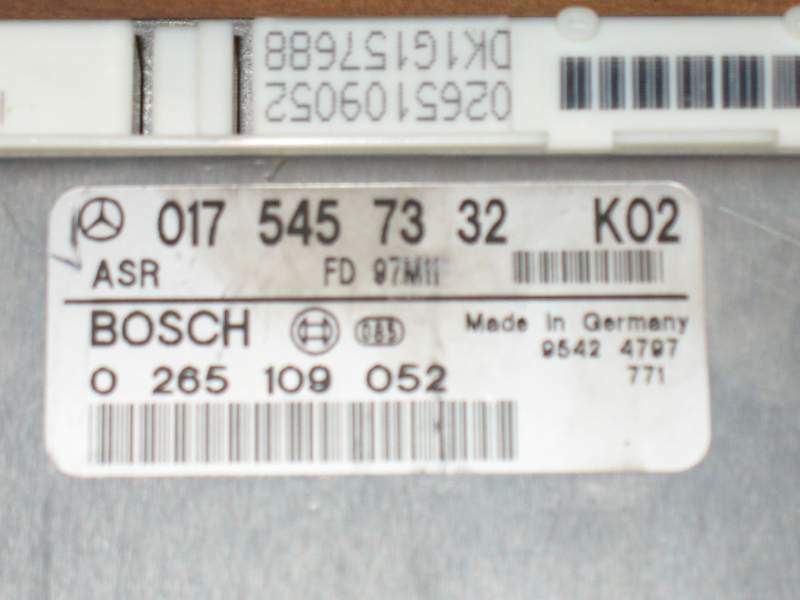 DK1G157688
0265109052
017 545 73 32 K02
ASR FD 97M11
BOSCH 065 Made in Germany
9542 4797
0 265 109 052 771